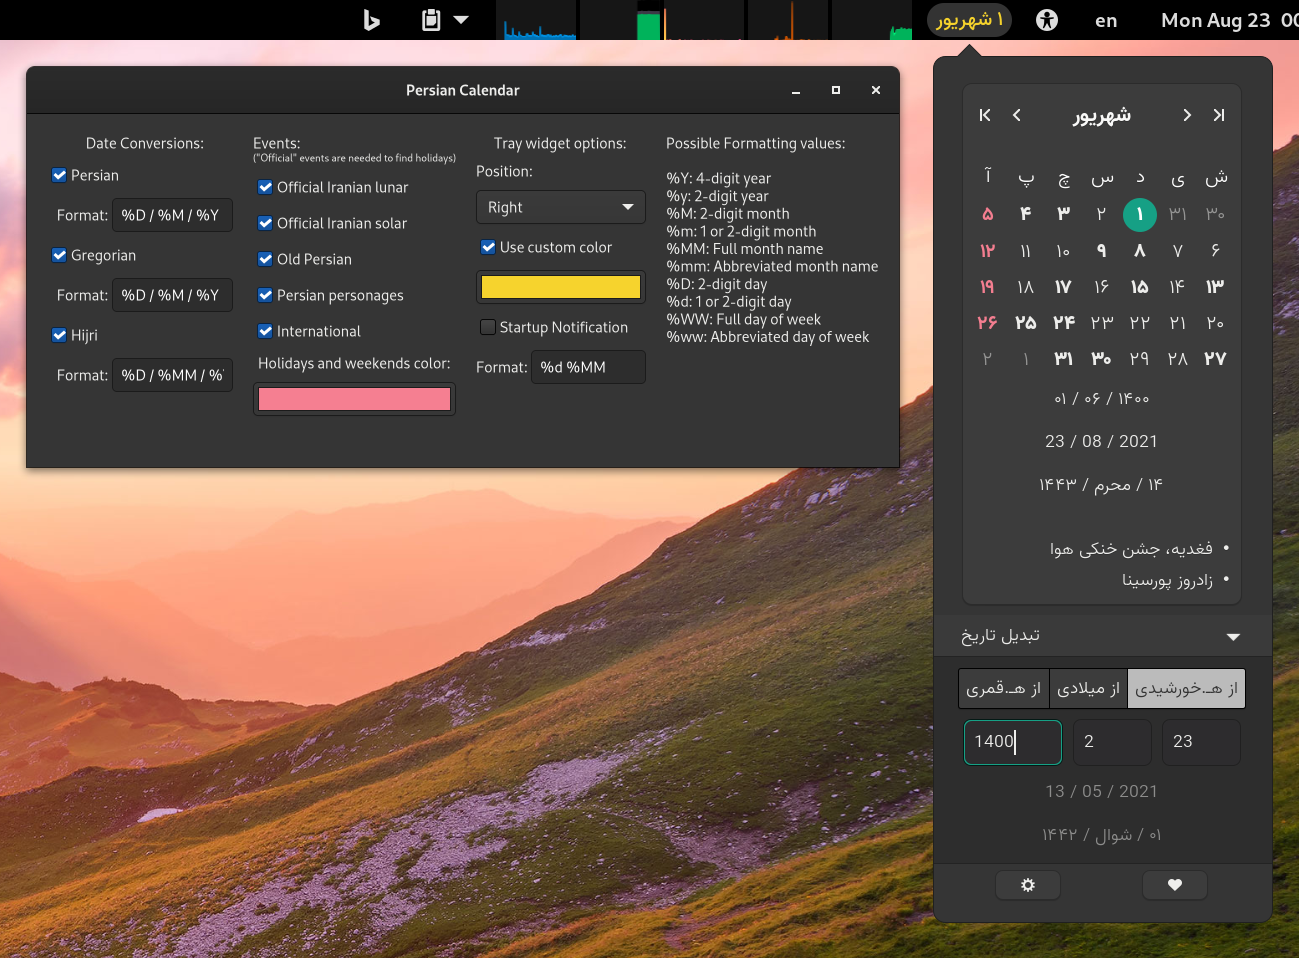 ۱ شهریور
en
Mon Aug 23
Persian Calendar
Date Conversions:
Persian
Format: %D / %M / %Y
Gregorian
Format: %D / %M / %Y
Hijri
Format: %D / %MM / %
Events:
("Official" events are needed to find holidays)
Official Iranian lunar
Official Iranian solar
Old Persian
Persian personages
International
Holidays and weekends color:
Tray widget options:
Position:
Right
Use custom color
Startup Notification
Format: %d %MM
Possible Formatting values:
%Y: 4-digit year
%y: 2-digit year
%M: 2-digit month
%m: 1 or 2-digit month
%MM: Full month name
%mm: Abbreviated month name
%D: 2-digit day
%d: 1 or 2-digit day
%WW: Full day of week
%ww: Abbreviated day of week
شهریور
ش ی د س چ پ آ
۳۰ ۳۱ ۱ ۲ ۳ ۴ ۵
۶ ۷ ۸ ۹ ۱۰ ۱۱ ۱۲
۱۳ ۱۴ ۱۵ ۱۶ ۱۷ ۱۸ ۱۹
۲۰ ۲۱ ۲۲ ۲۳ ۲۴ ۲۵ ۲۶
۲۷ ۲۸ ۲۹ ۳۰ ۳۱ ۱ ۲
۰۱ / ۰۶ / ۱۴۰۰
23 / 08 / 2021
۱۴ / محرم / ۱۴۴۳
• فغدیه، جشن خنکی هوا
• زادروز پورسینا
تبدیل تاریخ
از هـ.خورشیدی از میلادی از هـ.قمری
1400 2 23
13 / 05 / 2021
۰۱ / شوال / ۱۴۴۲